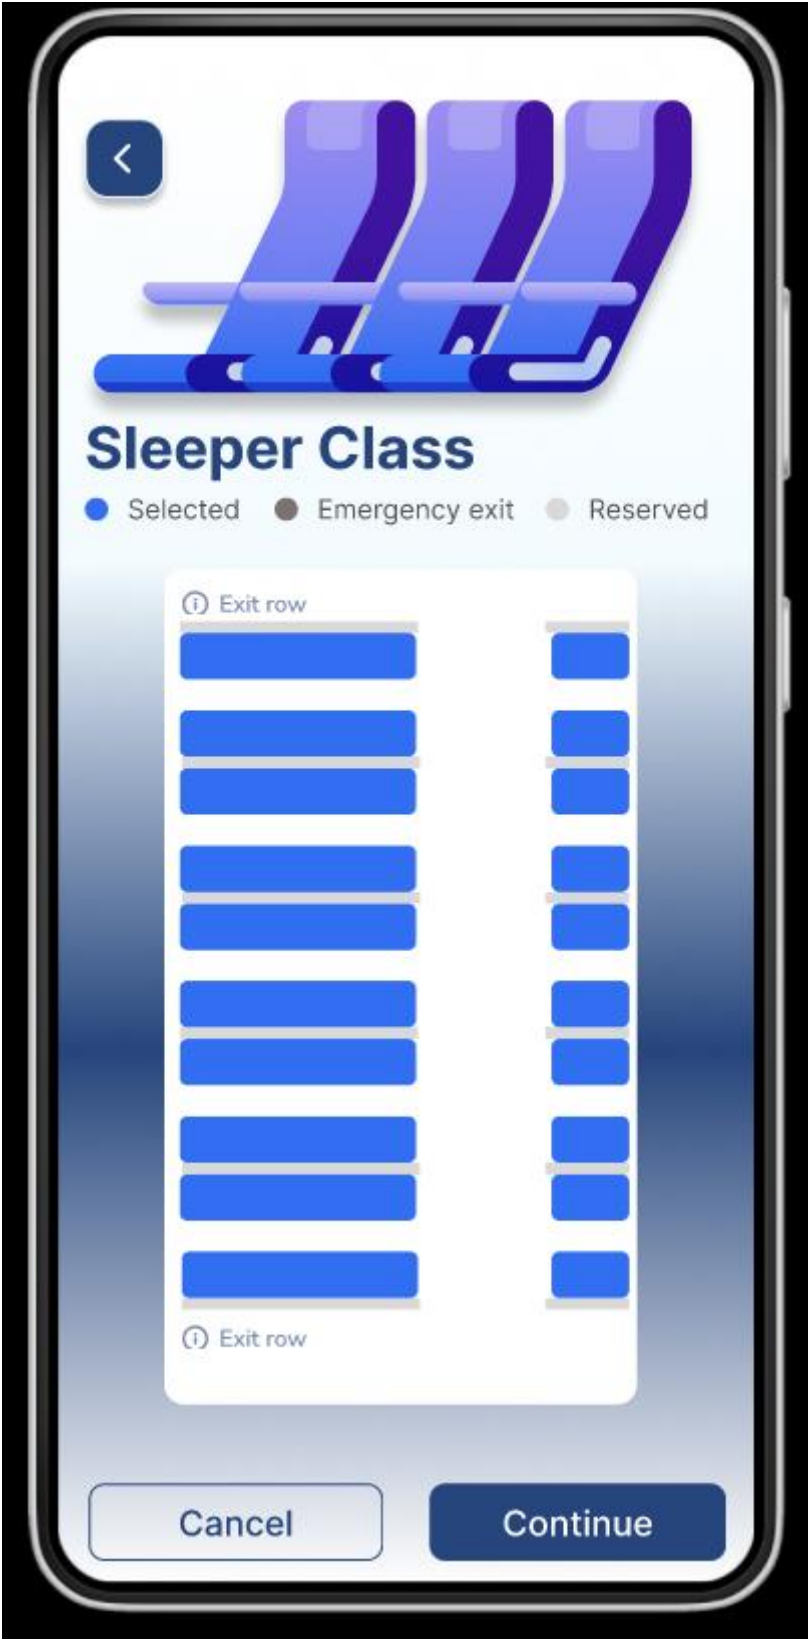 Sleeper Class
Selected Emergency exit Reserved
Exit row
Exit row
Cancel Continue